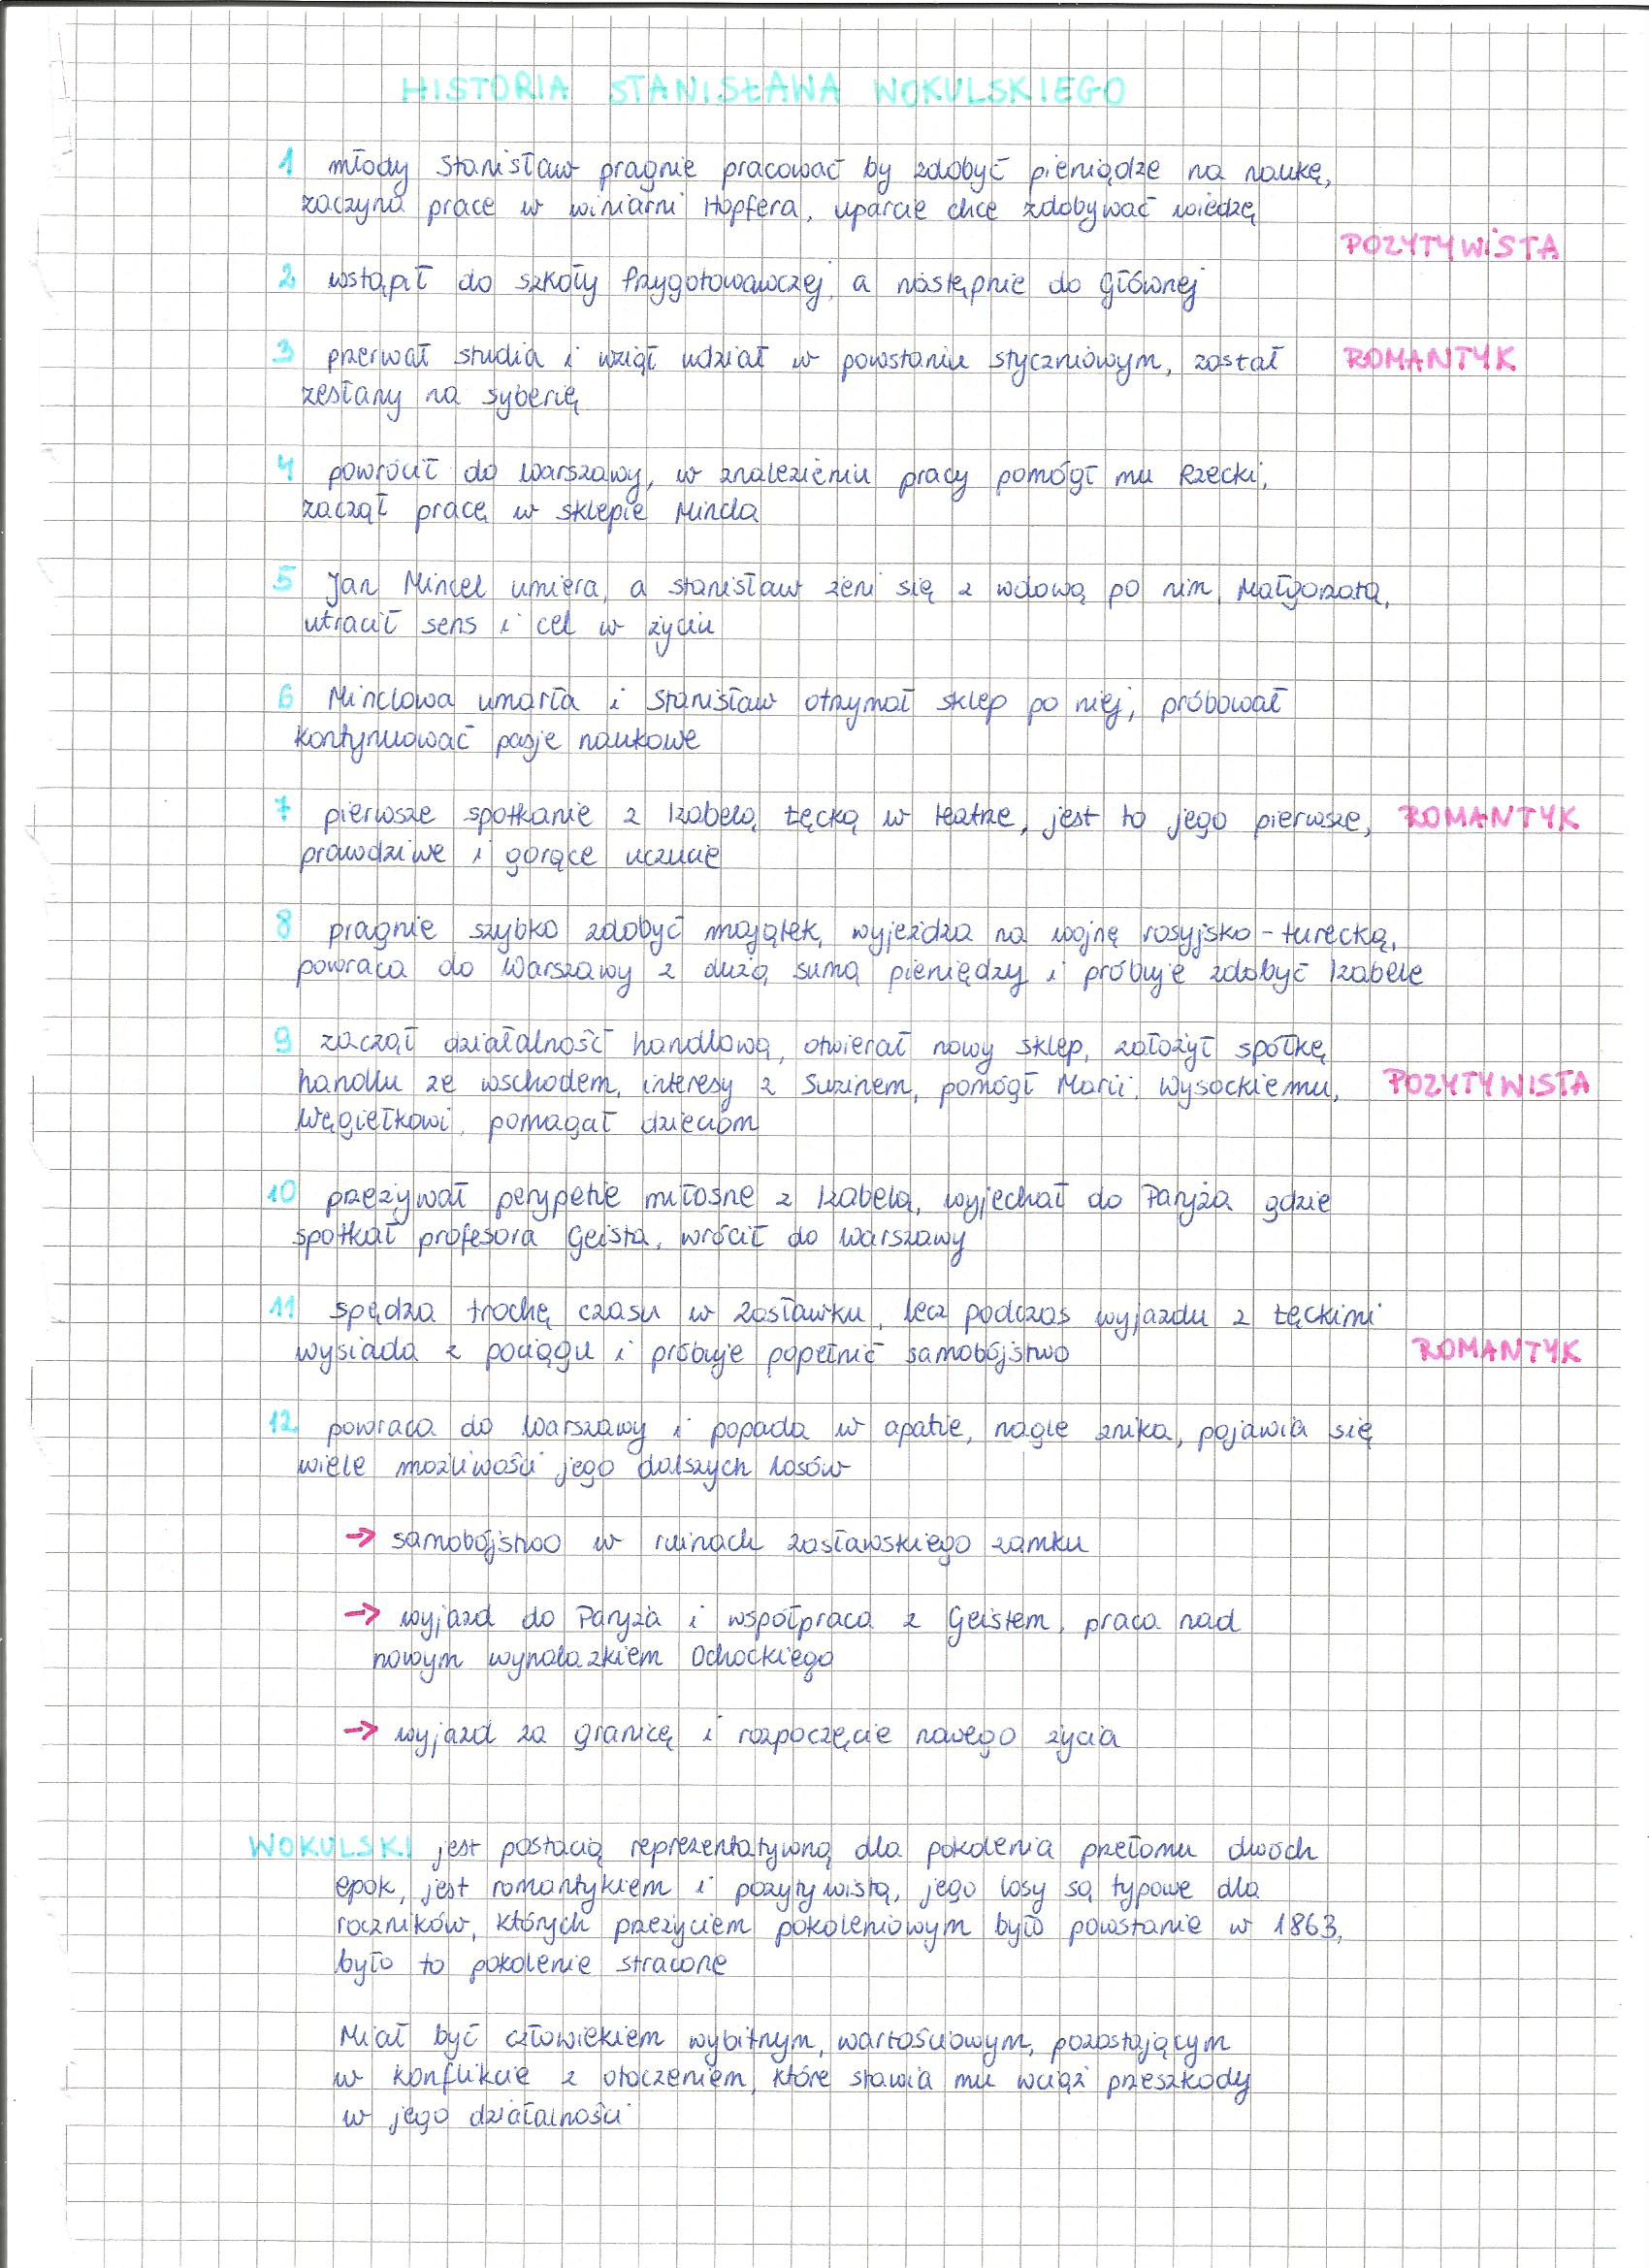 HISTORIA STANISŁAWA WOKULSKIEGO
1 młody Stanisław pragnie pracować by zdobyć pieniądze na naukę,
zaczyna prace w winiarni Hopfera, uparcie chce zdobywać wiedzę
POZYTYWISTA
2 wstąpił do szkoły Przygotowawczej, a następnie do Głównej
3 przerwał studia i wziął udział w powstaniu styczniowym, został ROMANTYK
zesłany na syberię
4 powrócił do Warszawy, w znalezieniu pracy pomógł mu Rzecki,
zaczął pracę w sklepie Mincla
5 Jan Mincel umiera, a Stanisław żeni się z wdową po nim, Małgorzatą,
utracił sens i cel w życiu
6 Minclowa umarła i Stanisław otrzymał sklep po niej, próbował
kontynuować pasje naukowe
7 pierwsze spotkanie z Izabelą Łęcką w teatrze, jest to jego pierwsze, ROMANTYK
prawdziwe i gorące uczucie
8 pragnie szybko zdobyć majątek, wyjeżdża na wojnę rosyjsko-turecką,
powraca do Warszawy z dużą sumą pieniędzy i próbuje zdobyć Izabele
9 zaczął działalność handlową, otwierał nowy sklep, założył spółkę
handlu ze wschodem, interesy z Suzinem, pomógł Marii, Wysockiemu, POZYTYWISTA
Węgiełkowi, pomagał dzieciom
10 przeżywał perypetie miłosne z Izabelą, wyjechał do Paryża gdzie
spotkał profesora Geista, wrócił do Warszawy
11 spędza trochę czasu w Zasławku, lecz podczas wyjazdu z Łęckimi
wysiada z pociągu i próbuje popełnić samobójstwo ROMANTYK
12. powraca do Warszawy i popada w apatie, nagle znika, pojawia się
wiele możliwości jego dalszych losów
→ samobójstwo w ruinach zasławskiego zamku
→ wyjazd do Paryża i współpraca z Geistem, praca nad
nowym wynalazkiem Ochockiego
→ wyjazd za granicę i rozpoczęcie nowego życia
WOKULSKI jest postacią reprezentatywną dla pokolenia przełomu dwóch
epok, jest romantykiem i pozytywistą, jego losy są typowe dla
roczników, których przeżyciem pokoleniowym było powstanie w 1863,
było to pokolenie stracone
Miał być człowiekiem wybitnym, wartościowym, pozostającym
w konflikcie z otoczeniem, które stawia mu wciąż przeszkody
w jego działalności